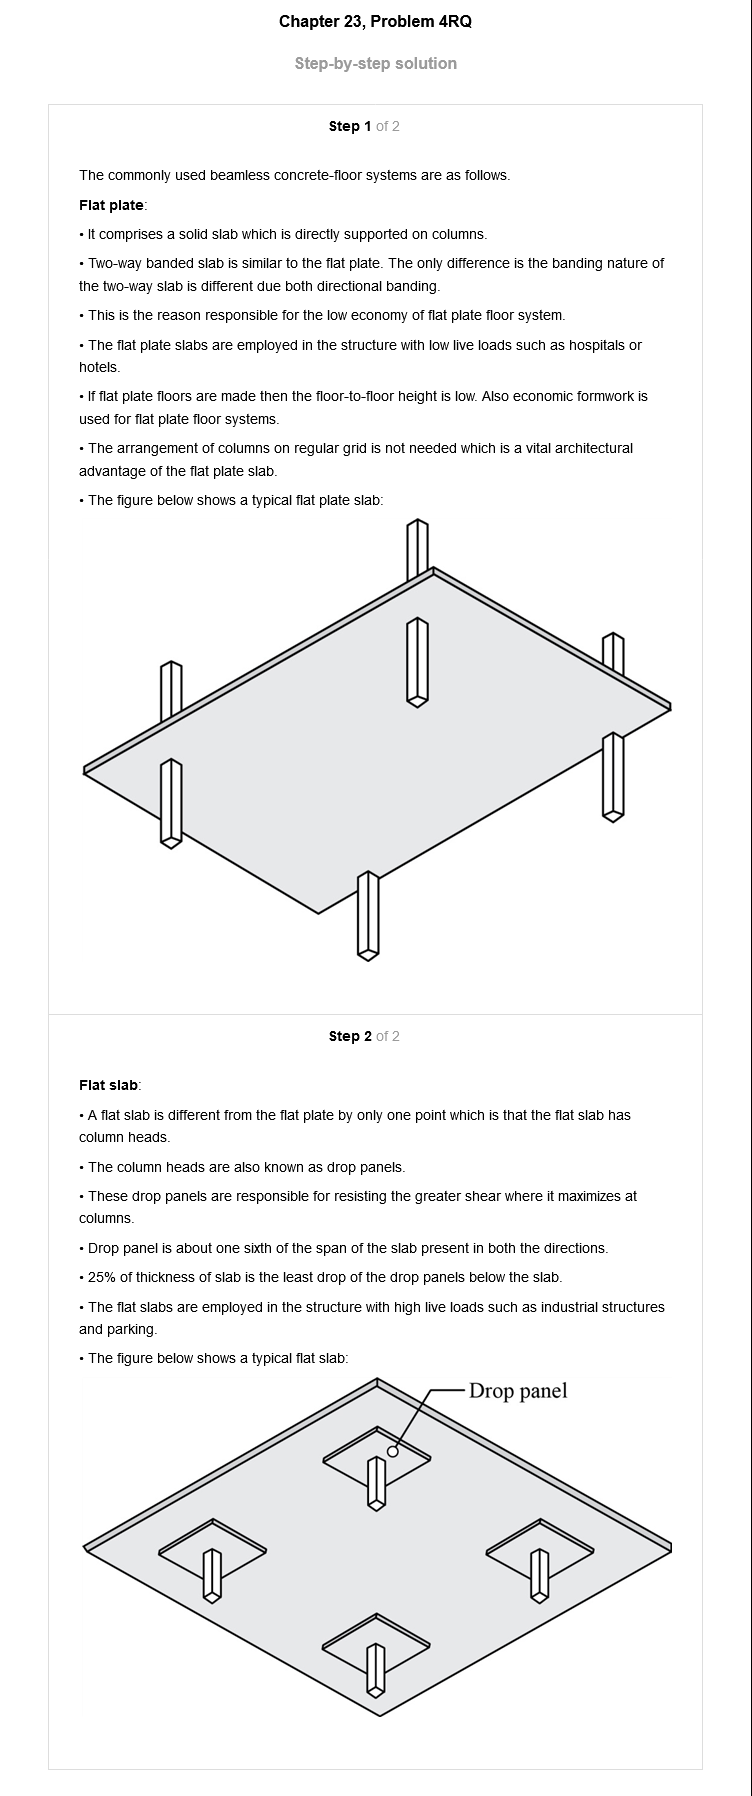 Chapter 23, Problem 4RQ
Step-by-step solution
Step 1 of 2
The commonly used beamless concrete-floor systems are as follows.
Flat plate:
• It comprises a solid slab which is directly supported on columns.
• Two-way banded slab is similar to the flat plate. The only difference is the banding nature of
the two-way slab is different due both directional banding.
• This is the reason responsible for the low economy of flat plate floor system.
• The flat plate slabs are employed in the structure with low live loads such as hospitals or
hotels.
• If flat plate floors are made then the floor-to-floor height is low. Also economic formwork is
used for flat plate floor systems.
• The arrangement of columns on regular grid is not needed which is a vital architectural
advantage of the flat plate slab.
• The figure below shows a typical flat plate slab:
Step 2 of 2
Flat slab:
• A flat slab is different from the flat plate by only one point which is that the flat slab has
column heads.
• The column heads are also known as drop panels.
• These drop panels are responsible for resisting the greater shear where it maximizes at
columns.
• Drop panel is about one sixth of the span of the slab present in both the directions.
• 25% of thickness of slab is the least drop of the drop panels below the slab.
• The flat slabs are employed in the structure with high live loads such as industrial structures
and parking.
• The figure below shows a typical flat slab:
Drop panel